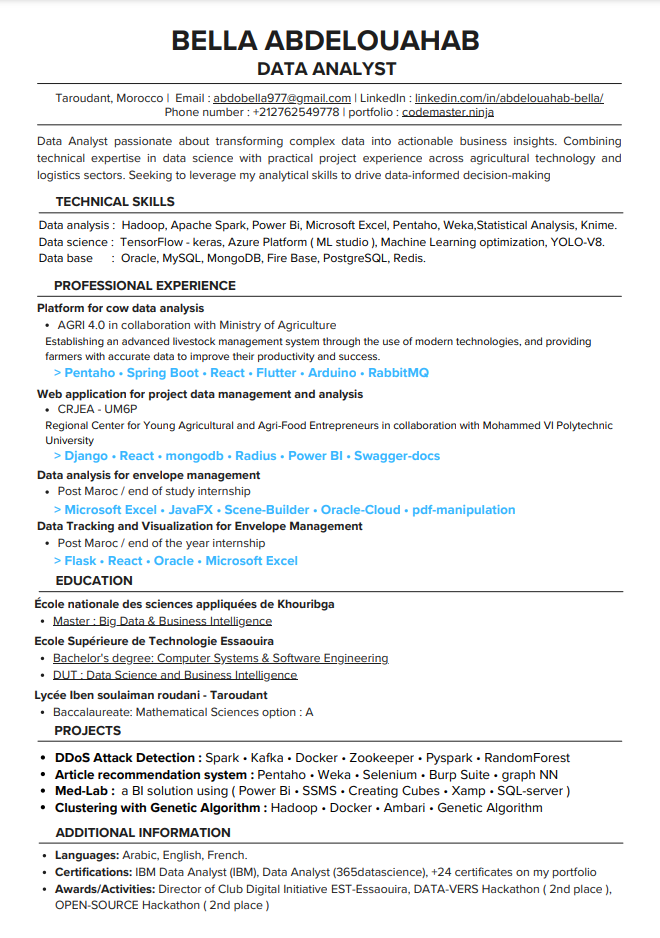 BELLA ABDELOUAHAB
DATA ANALYST
Taroudant, Morocco | Email : abdobella977@gmail.com | LinkedIn : linkedin.com/in/abdelouahab-bella/
Phone number : +212762549778 | portfolio : codemaster.ninja
Data Analyst passionate about transforming complex data into actionable business insights. Combining
technical expertise in data science with practical project experience across agricultural technology and
logistics sectors. Seeking to leverage my analytical skills to drive data-informed decision-making
TECHNICAL SKILLS
Data analysis : Hadoop, Apache Spark, Power Bi, Microsoft Excel, Pentaho, Weka,Statistical Analysis, Knime.
Data science : TensorFlow - keras, Azure Platform ( ML studio ), Machine Learning optimization, YOLO-V8.
Data base : Oracle, MySQL, MongoDB, Fire Base, PostgreSQL, Redis.
PROFESSIONAL EXPERIENCE
Platform for cow data analysis
• AGRI 4.0 in collaboration with Ministry of Agriculture
Establishing an advanced livestock management system through the use of modern technologies, and providing
farmers with accurate data to improve their productivity and success.
> Pentaho • Spring Boot • React • Flutter • Arduino • RabbitMQ
Web application for project data management and analysis
• CRJEA - UM6P
Regional Center for Young Agricultural and Agri-Food Entrepreneurs in collaboration with Mohammed VI Polytechnic
University
> Django • React • mongodb • Radius • Power BI • Swagger-docs
Data analysis for envelope management
• Post Maroc / end of study internship
> Microsoft Excel • JavaFX • Scene-Builder • Oracle-Cloud • pdf-manipulation
Data Tracking and Visualization for Envelope Management
• Post Maroc / end of the year internship
> Flask • React • Oracle • Microsoft Excel
EDUCATION
École nationale des sciences appliquées de Khouribga
• Master : Big Data & Business Intelligence
Ecole Supérieure de Technologie Essaouira
• Bachelor's degree: Computer Systems & Software Engineering
• DUT : Data Science and Business Intelligence
Lycée Iben soulaiman roudani - Taroudant
• Baccalaureate: Mathematical Sciences option : A
PROJECTS
• DDoS Attack Detection : Spark • Kafka • Docker • Zookeeper • Pyspark • RandomForest
• Article recommendation system : Pentaho • Weka • Selenium • Burp Suite • graph NN
• Med-Lab : a BI solution using ( Power Bi • SSMS • Creating Cubes • Xamp • SQL-server )
• Clustering with Genetic Algorithm : Hadoop • Docker • Ambari • Genetic Algorithm
ADDITIONAL INFORMATION
• Languages: Arabic, English, French.
• Certifications: IBM Data Analyst (IBM), Data Analyst (365datascience), +24 certificates on my portfolio
• Awards/Activities: Director of Club Digital Initiative EST-Essaouira, DATA-VERS Hackathon ( 2nd place ),
OPEN-SOURCE Hackathon ( 2nd place )